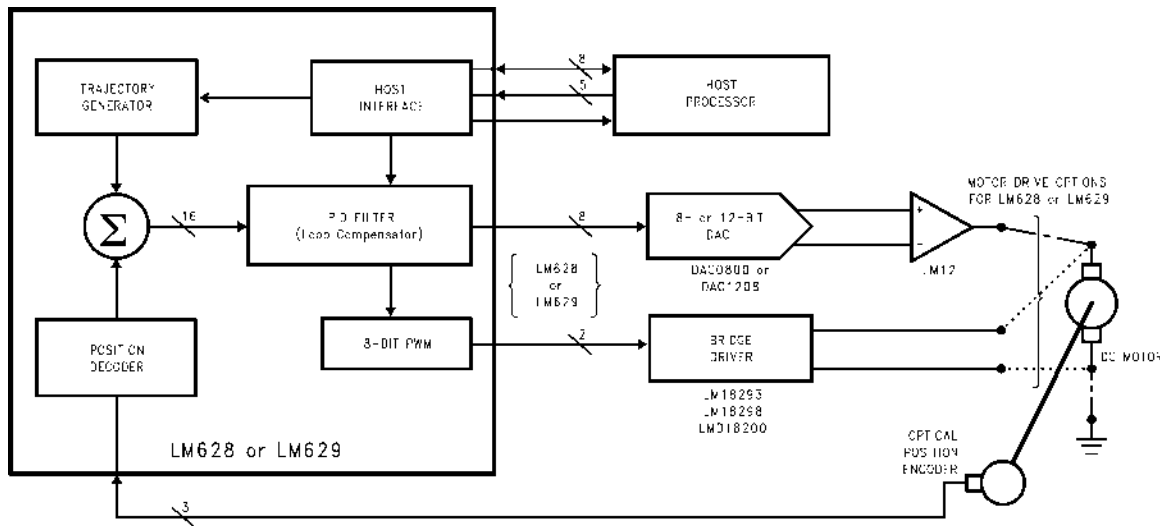 TRAJECTORY
GENERATOR
HOST
INTERFACE
8
5
HOST
PROCESSOR
Σ
16
PID FILTER
(Loop Compensator)
8
8- or 12-BIT
DAC
DAC0800 or
DAC1208
+
−
LM12
MOTOR DRIVE OPTIONS
FOR LM628 or LM629
LM628
or
LM629
POSITION
DECODER
8-BIT PWM
2
BRIDGE
DRIVER
LM18293
LM18298
LMD18200
DC MOTOR
LM628 or LM629
OPTICAL
POSITION
ENCODER
3